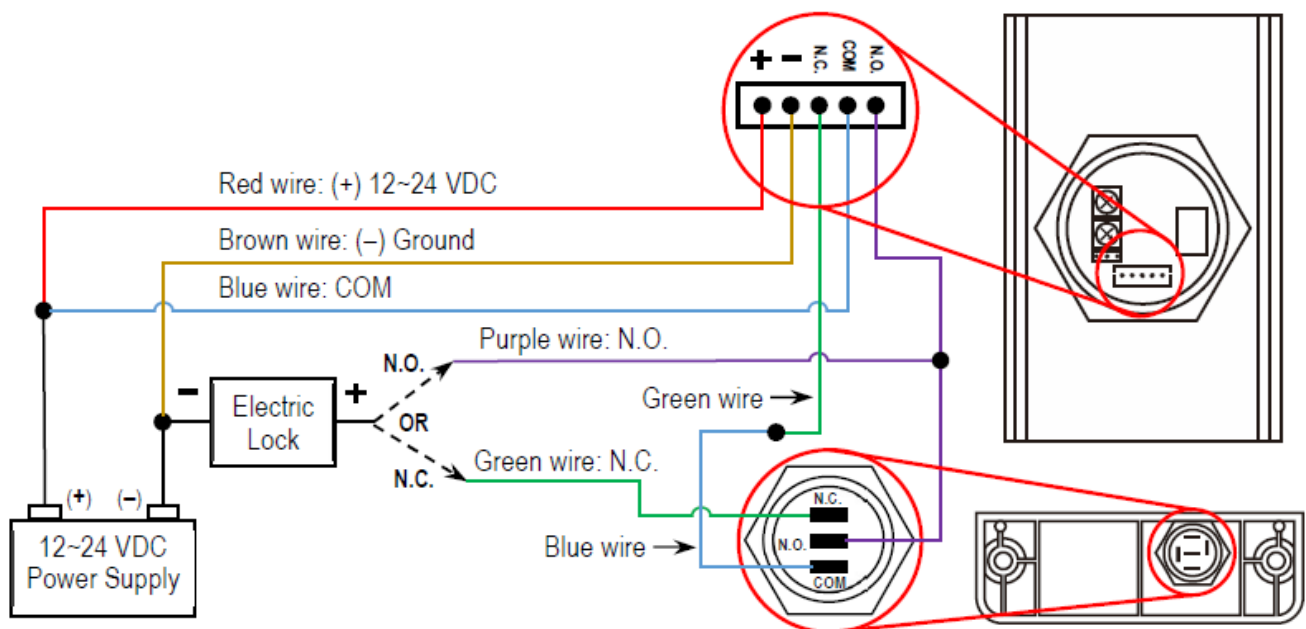 + – N.C. COM N.O.
Red wire: (+) 12~24 VDC
Brown wire: (–) Ground
Blue wire: COM
Purple wire: N.O.
N.O.
– Electric +
Lock
OR
Green wire
N.C.
Green wire: N.C.
(+) (–)
12~24 VDC
Power Supply
Blue wire
N.C.
N.O.
COM